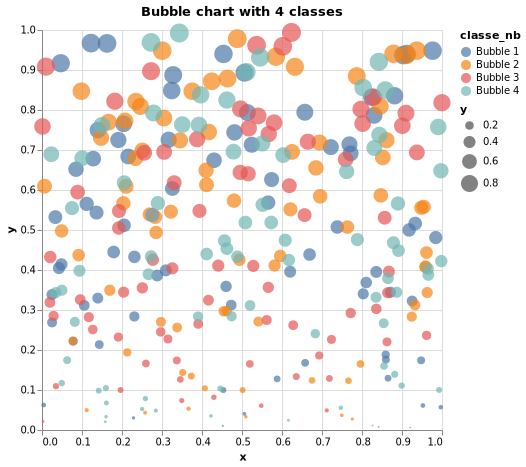 Bubble chart with 4 classes
1.0
0.9
0.8
0.7
0.6
0.5
0.4
0.3
0.2
0.1
0.0
y
0.0 0.1 0.2 0.3 0.4 0.5 0.6 0.7 0.8 0.9 1.0
x
classe_nb
Bubble 1
Bubble 2
Bubble 3
Bubble 4
y
0.2
0.4
0.6
0.8